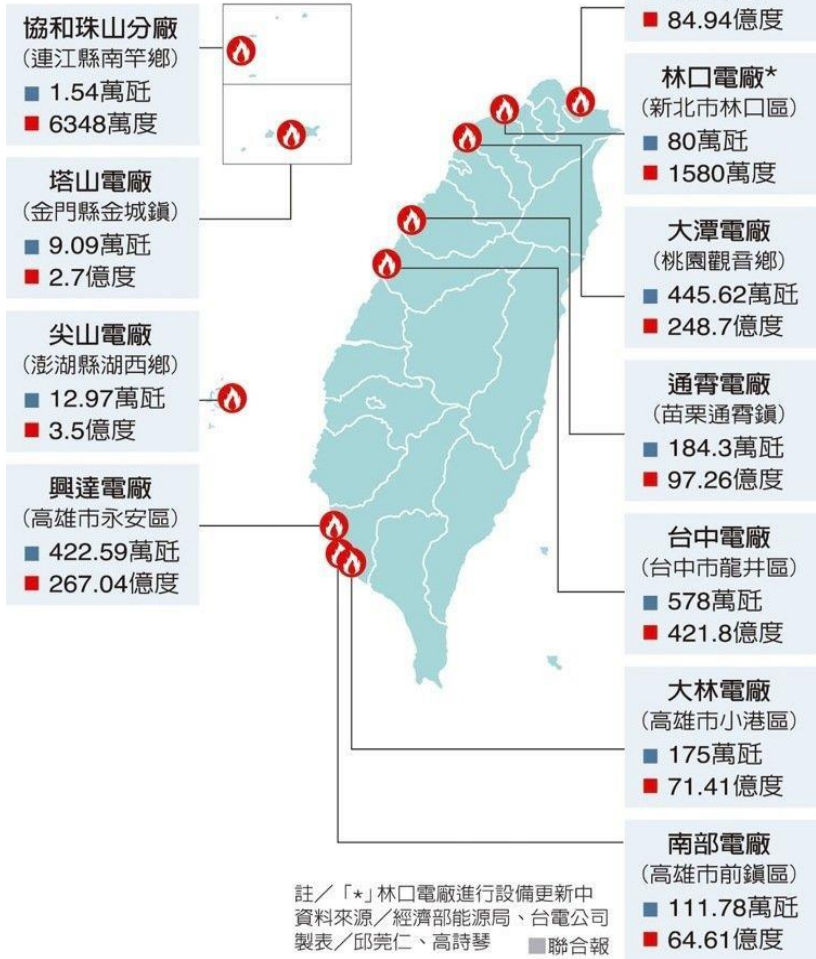 協和珠山分廠
(連江縣南竿鄉)
1.54萬瓩
6348萬度
塔山電廠
(金門縣金城鎮)
9.09萬瓩
2.7億度
尖山電廠
(澎湖縣湖西鄉)
12.97萬瓩
3.5億度
興達電廠
(高雄市永安區)
422.59萬瓩
267.04億度
84.94億度
林口電廠*
(新北市林口區)
80萬瓩
1580萬度
大潭電廠
(桃園觀音鄉)
445.62萬瓩
248.7億度
通霄電廠
(苗栗通霄鎮)
184.3萬瓩
97.26億度
台中電廠
(台中市龍井區)
578萬瓩
421.8億度
大林電廠
(高雄市小港區)
175萬瓩
71.41億度
南部電廠
(高雄市前鎮區)
111.78萬瓩
64.61億度
註／「*」林口電廠進行設備更新中
資料來源／經濟部能源局、台電公司
製表／邱莞仁、高詩琴
聯合報